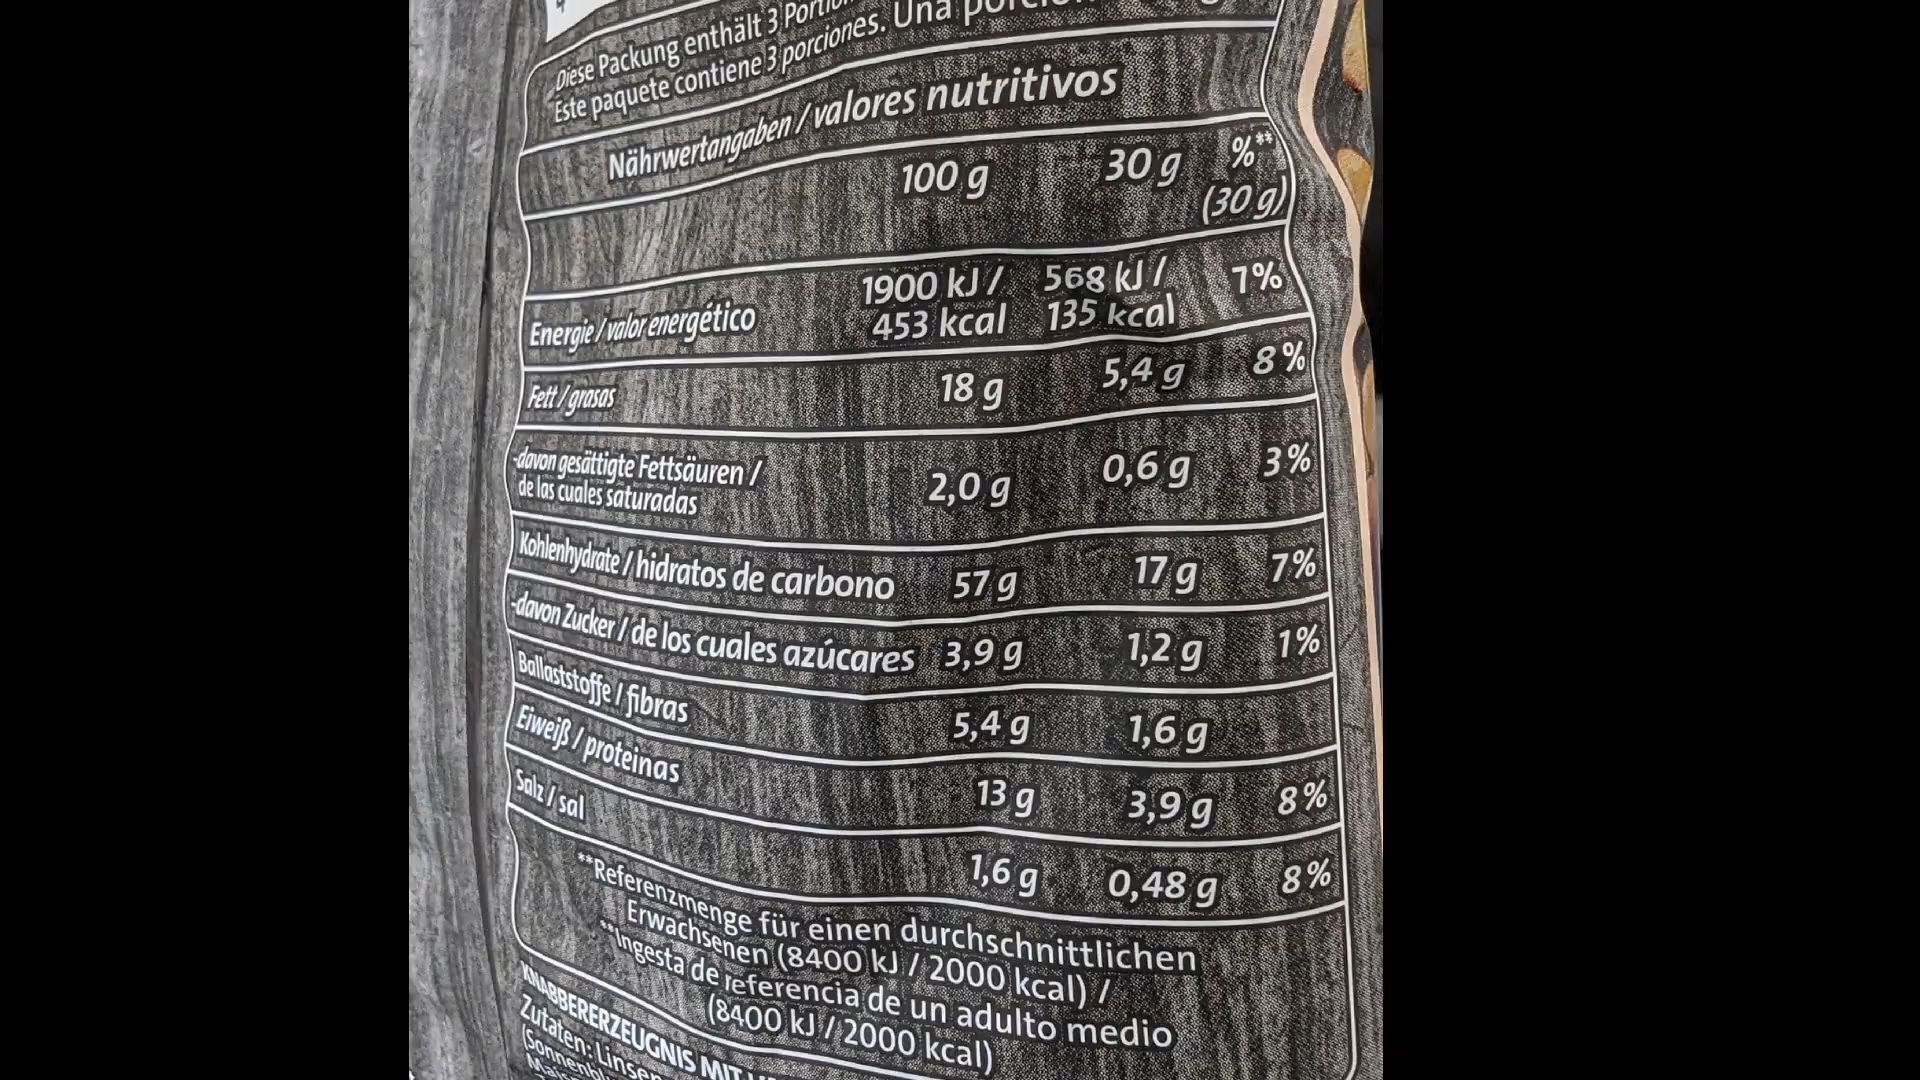 Diese Packung enthält 3
Este paquete contiene 3 porciones. Una
Nährwertangaben / valores nutritivos
100 g 30 g %**
(30 g)
Energie / valor energético 1900 kJ / 453 kcal 568 kJ / 135 kcal 7%
Fett / grasas 18 g 5,4 g 8%
-davon gesättigte Fettsäuren /
de las cuales saturadas 2,0 g 0,6 g 3%
Kohlenhydrate / hidratos de carbono 57 g 17 g 7%
-davon Zucker / de los cuales azúcares 3,9 g 1,2 g 1%
Ballaststoffe / fibras 5,4 g 1,6 g
Eiweiß / proteinas 13 g 3,9 g 8%
Salz / sal 1,6 g 0,48 g 8%
**Referenzmenge für einen durchschnittlichen
Erwachsenen (8400 kJ / 2000 kcal) /
**Ingesta de referencia de un adulto medio
(8400 kJ / 2000 kcal)
KNABBERERZEUGNIS MIT
Zutaten: Linsen